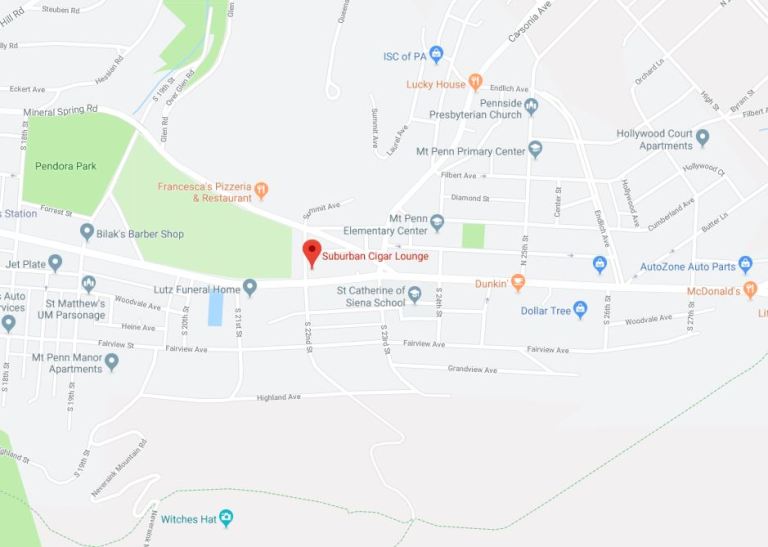 Steuben Rd
Hill Rd
Glen
Queens
Carsonia Ave
ISC of PA
Hessian Rd
Orchard Ln
Lucky House
Endlich Ave
Eckert Ave
S 19th St
Over Glen Rd
High St
Byram St
Pennside
Presbyterian Church
Mineral Spring Rd
Glen Rd
Summit Ave
Laurel Ave
Filbert A
Hollywood Court
Apartments
S 18th St
Mt Penn Primary Center
Pendora Park
Filbert Ave
Hollywood Ct
Francesca's Pizzeria
& Restaurant
Diamond St
Center St
Hollywood Ave
Summit Ave
Forrest St
s Station
Endlich Ave
Cumberland Ave
Butter Ln
Mt Penn
Elementary Center
Bilak's Barber Shop
N 25th St
Suburban Cigar Lounge
Jet Plate
AutoZone Auto Parts
Lutz Funeral Home
St Catherine of
Siena School
Dunkin'
McDonald's
s Auto
rvices
St Matthew's
UM Parsonage
Woodvale Ave
S 20th St
S 21st St
S 22nd St
S 23rd St
S 24th St
Dollar Tree
S 26th St
S 27th St
Woodvale Ave
Lit
Heine Ave
Fairview St
Fairview Ave
Fairview Ave
Fairview Ave
Mt Penn Manor
Apartments
S 18th St
S 19th St
Grandview Ave
Highland Ave
ghland St
S 19th St
Neversink Mountain Rd
Neversink
Witches Hat